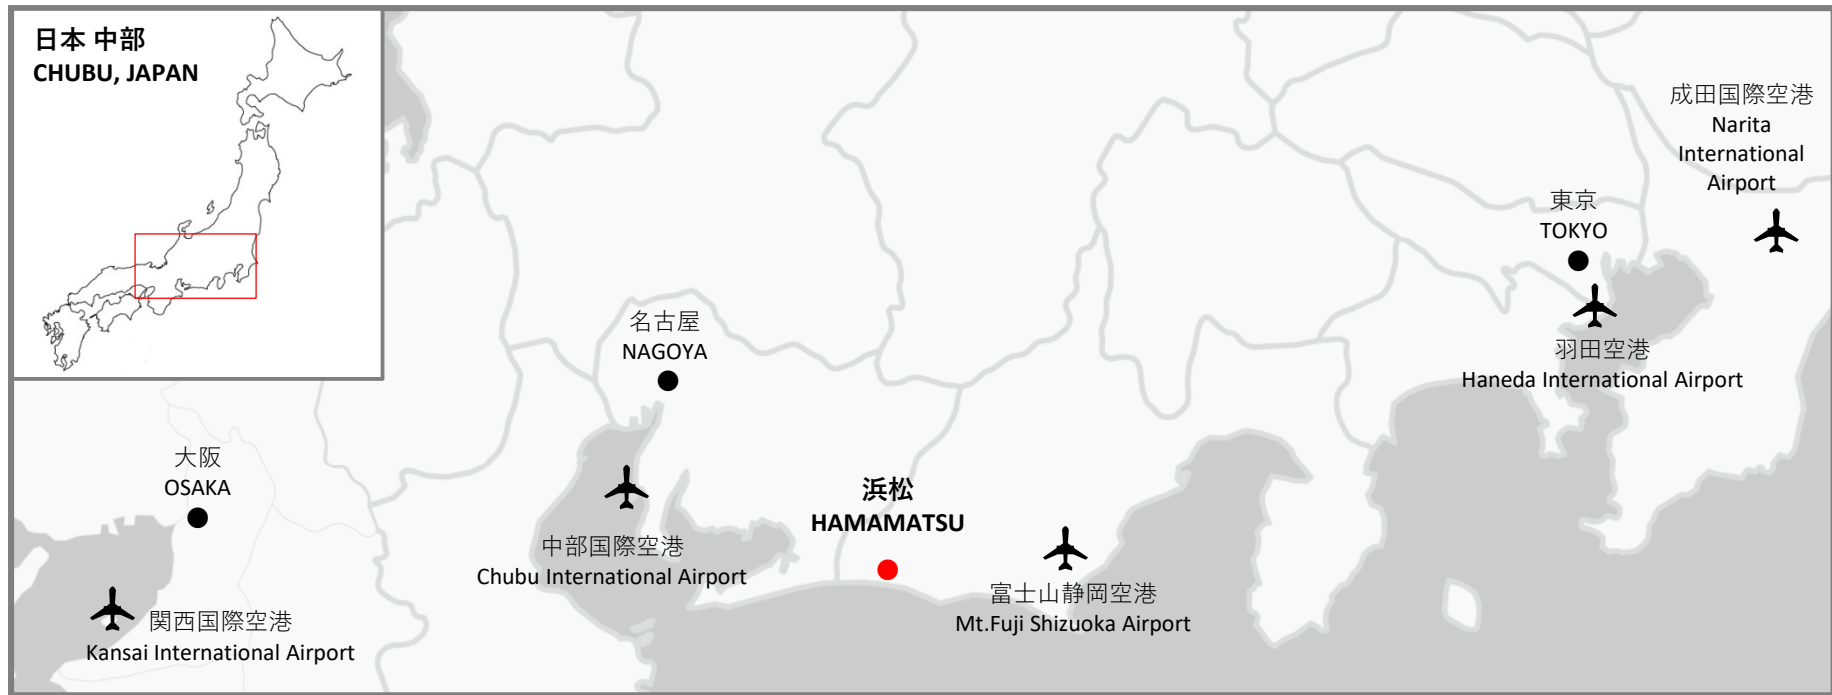 日本 中部
CHUBU, JAPAN
成田国際空港
Narita
International
Airport
東京
TOKYO
羽田空港
Haneda International Airport
名古屋
NAGOYA
大阪
OSAKA
浜松
HAMAMATSU
中部国際空港
Chubu International Airport
富士山静岡空港
Mt.Fuji Shizuoka Airport
関西国際空港
Kansai International Airport